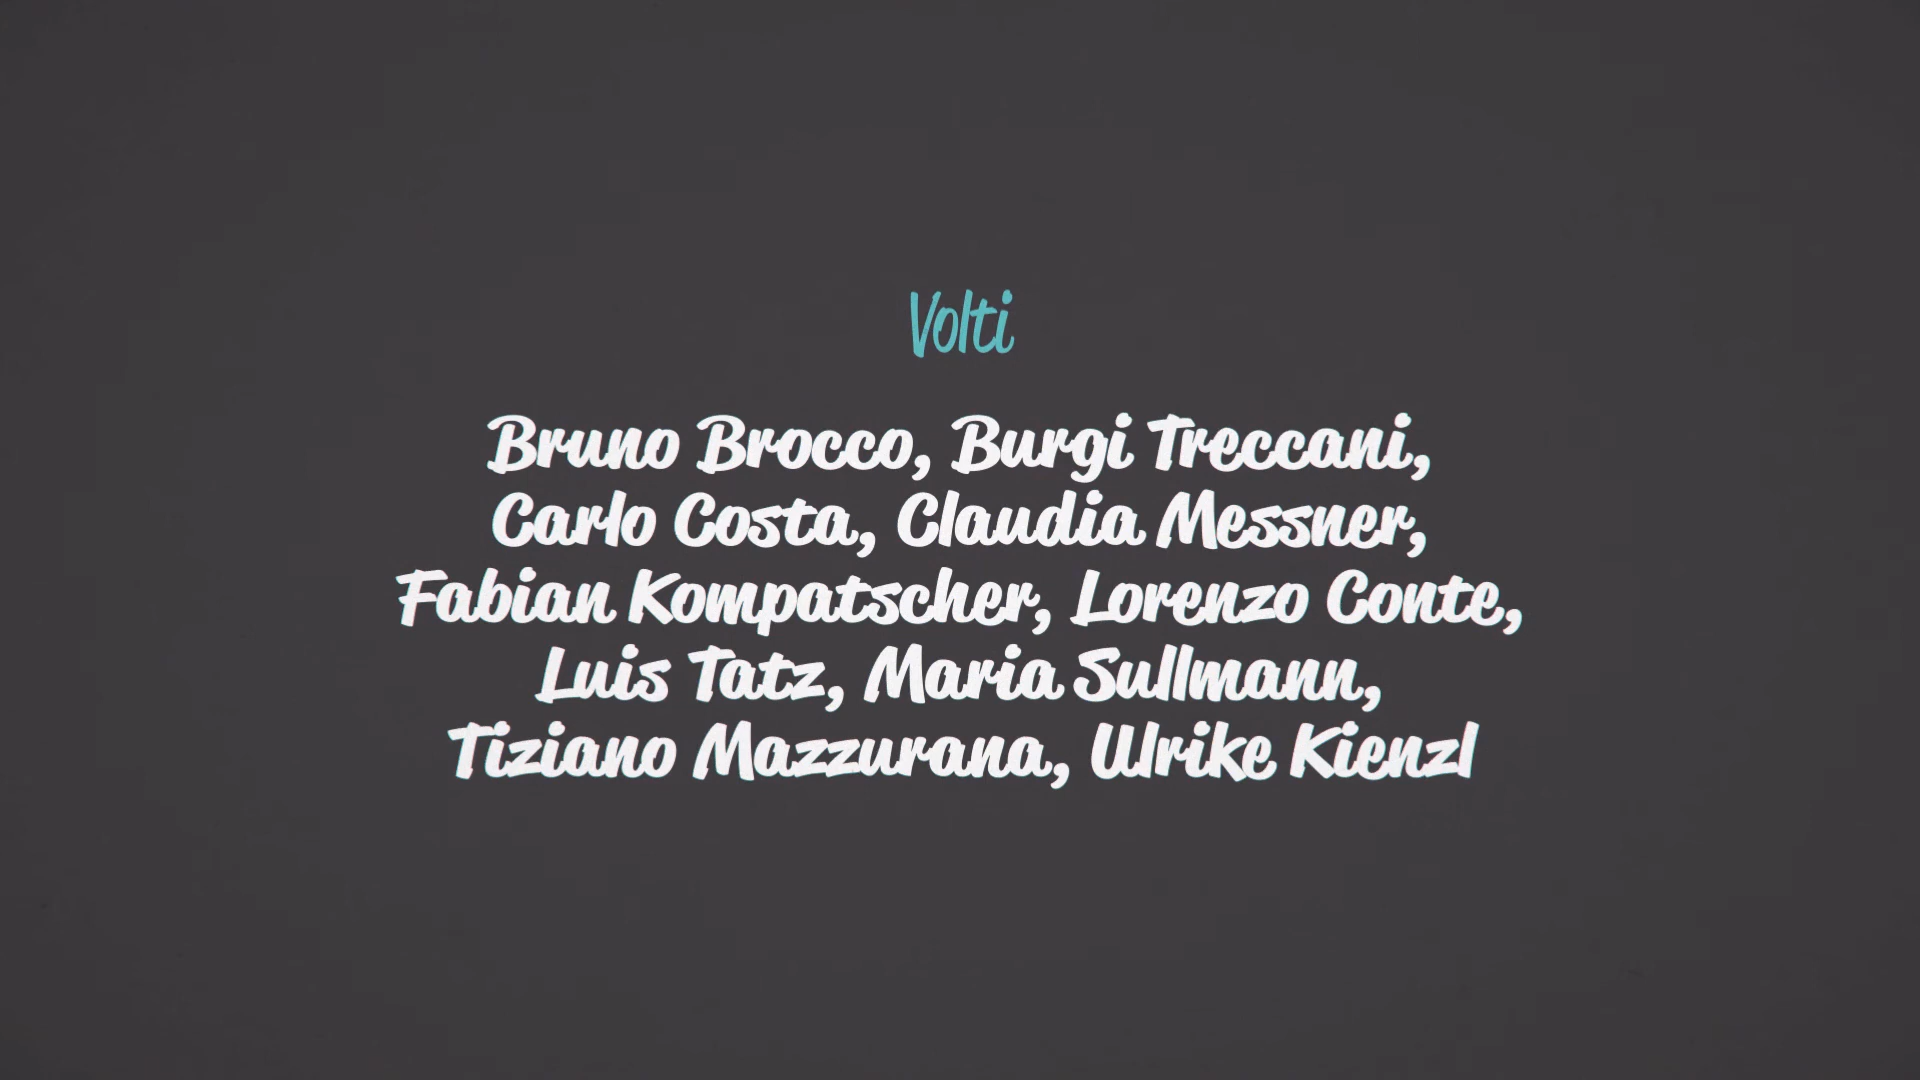 Volti
Bruno Brocco, Burgi Treccani,
Carlo Costa, Claudia Messner,
Fabian Kompatscher, Lorenzo Conte,
Luis Tatz, Maria Sullmann,
Tiziano Mazzurana, Ulrike Kienzl